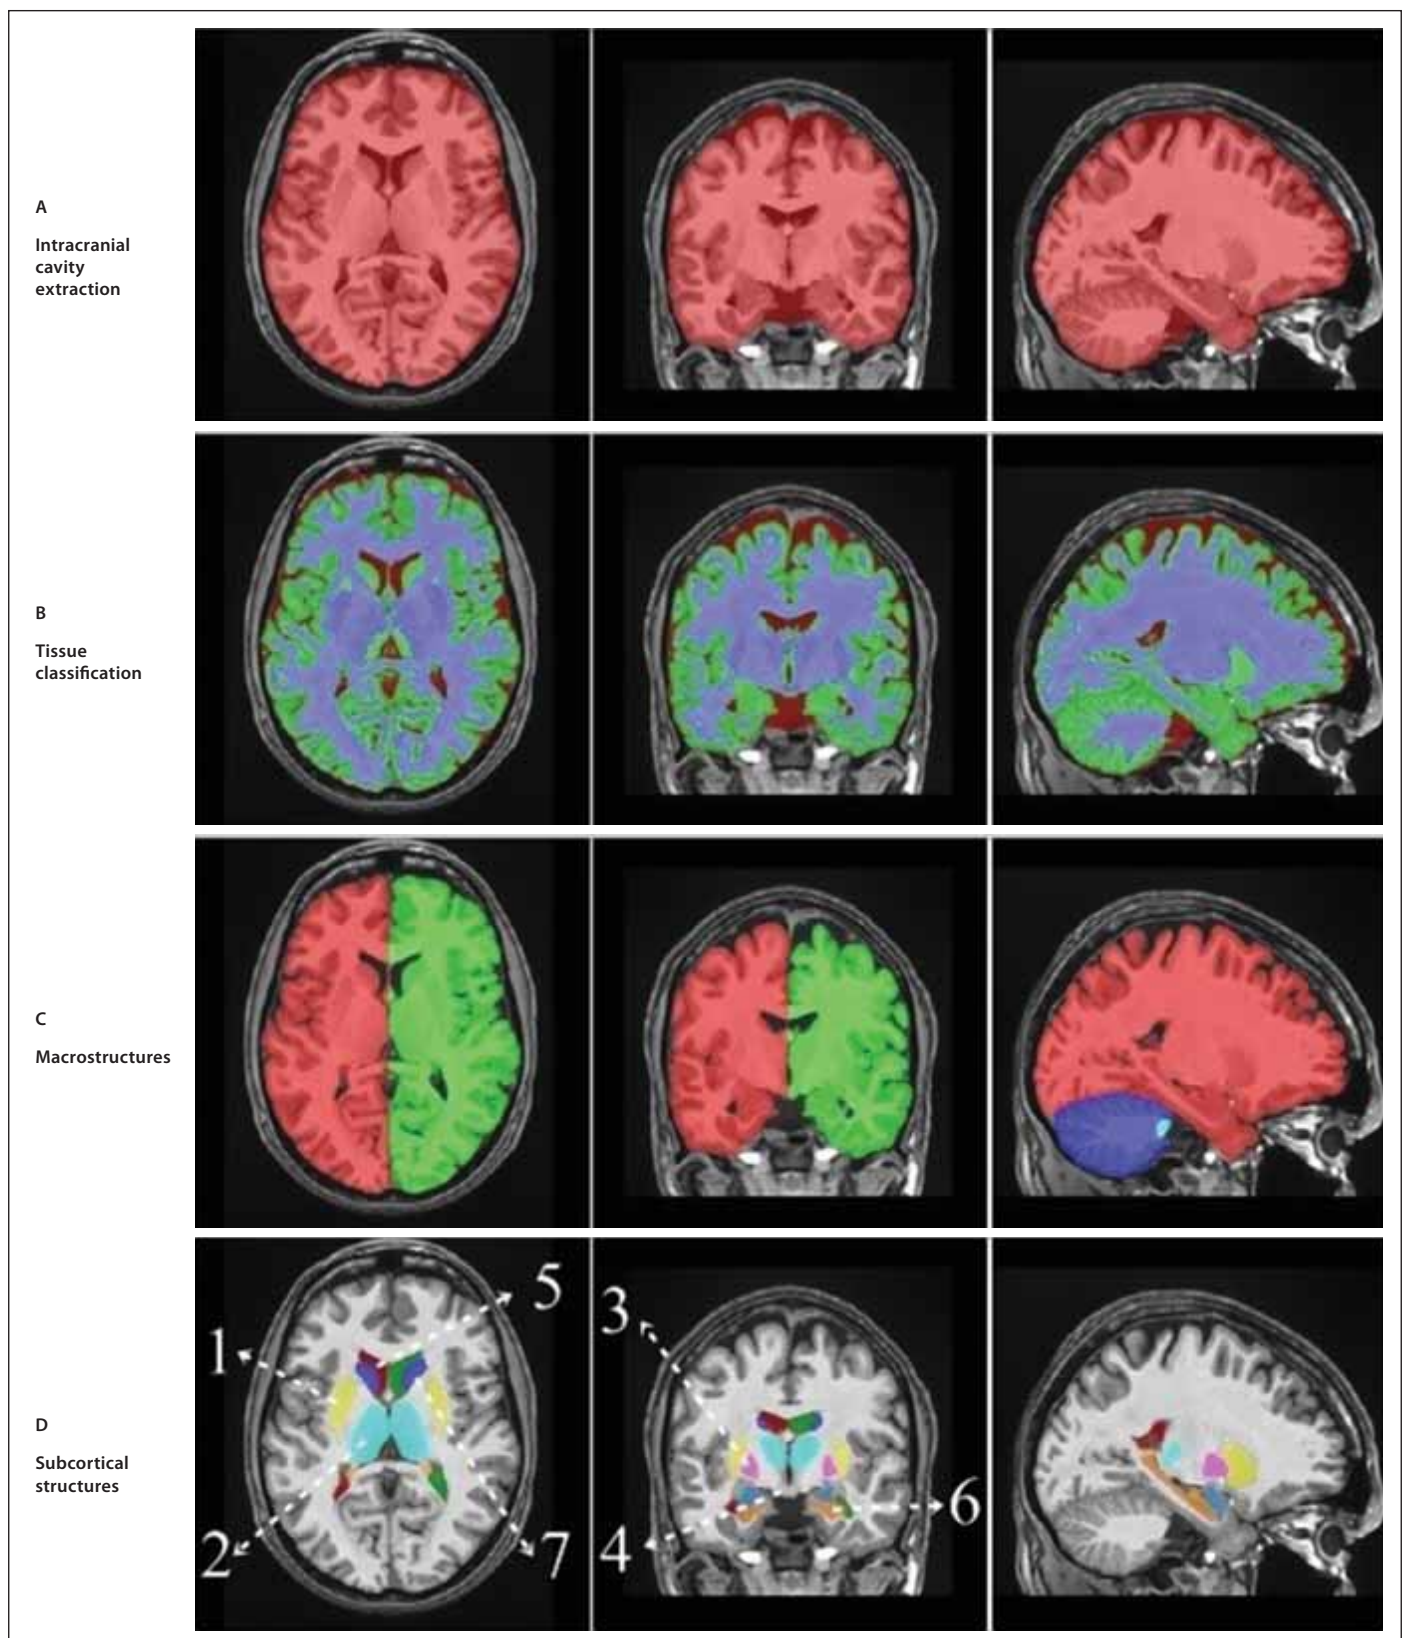 A
Intracranial
cavity
extraction
B
Tissue
classification
C
Macrostructures
D
Subcortical
structures
1
5
2
7
3
4
6